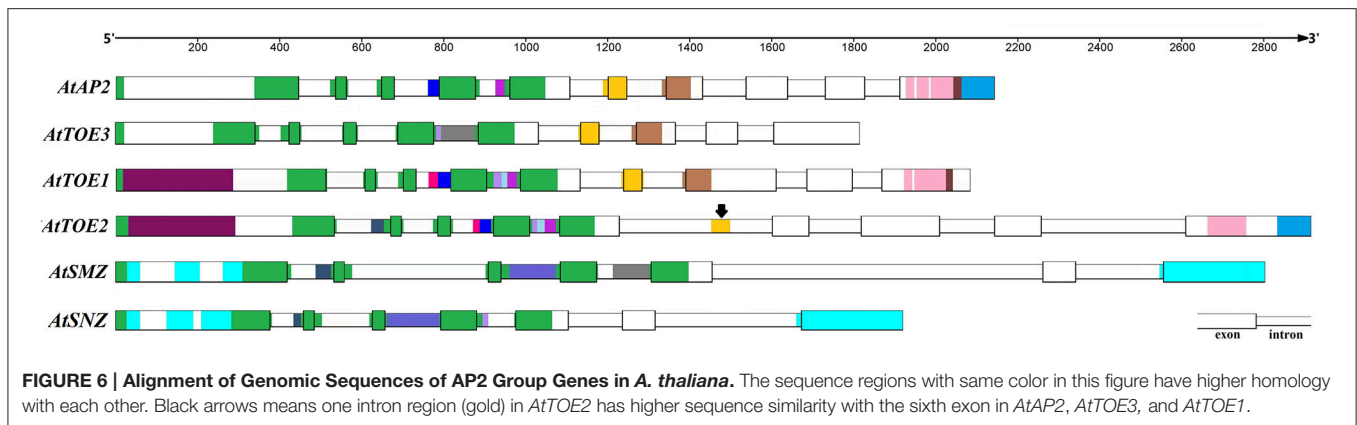 5' 200 400 600 800 1000 1200 1400 1600 1800 2000 2200 2400 2600 2800 3'
AtAP2
AtTOE3
AtTOE1
AtTOE2
AtSMZ
AtSNZ
exon intron
FIGURE 6 | Alignment of Genomic Sequences of AP2 Group Genes in A. thaliana. The sequence regions with same color in this figure have higher homology
with each other. Black arrows means one intron region (gold) in AtTOE2 has higher sequence similarity with the sixth exon in AtAP2, AtTOE3, and AtTOE1.